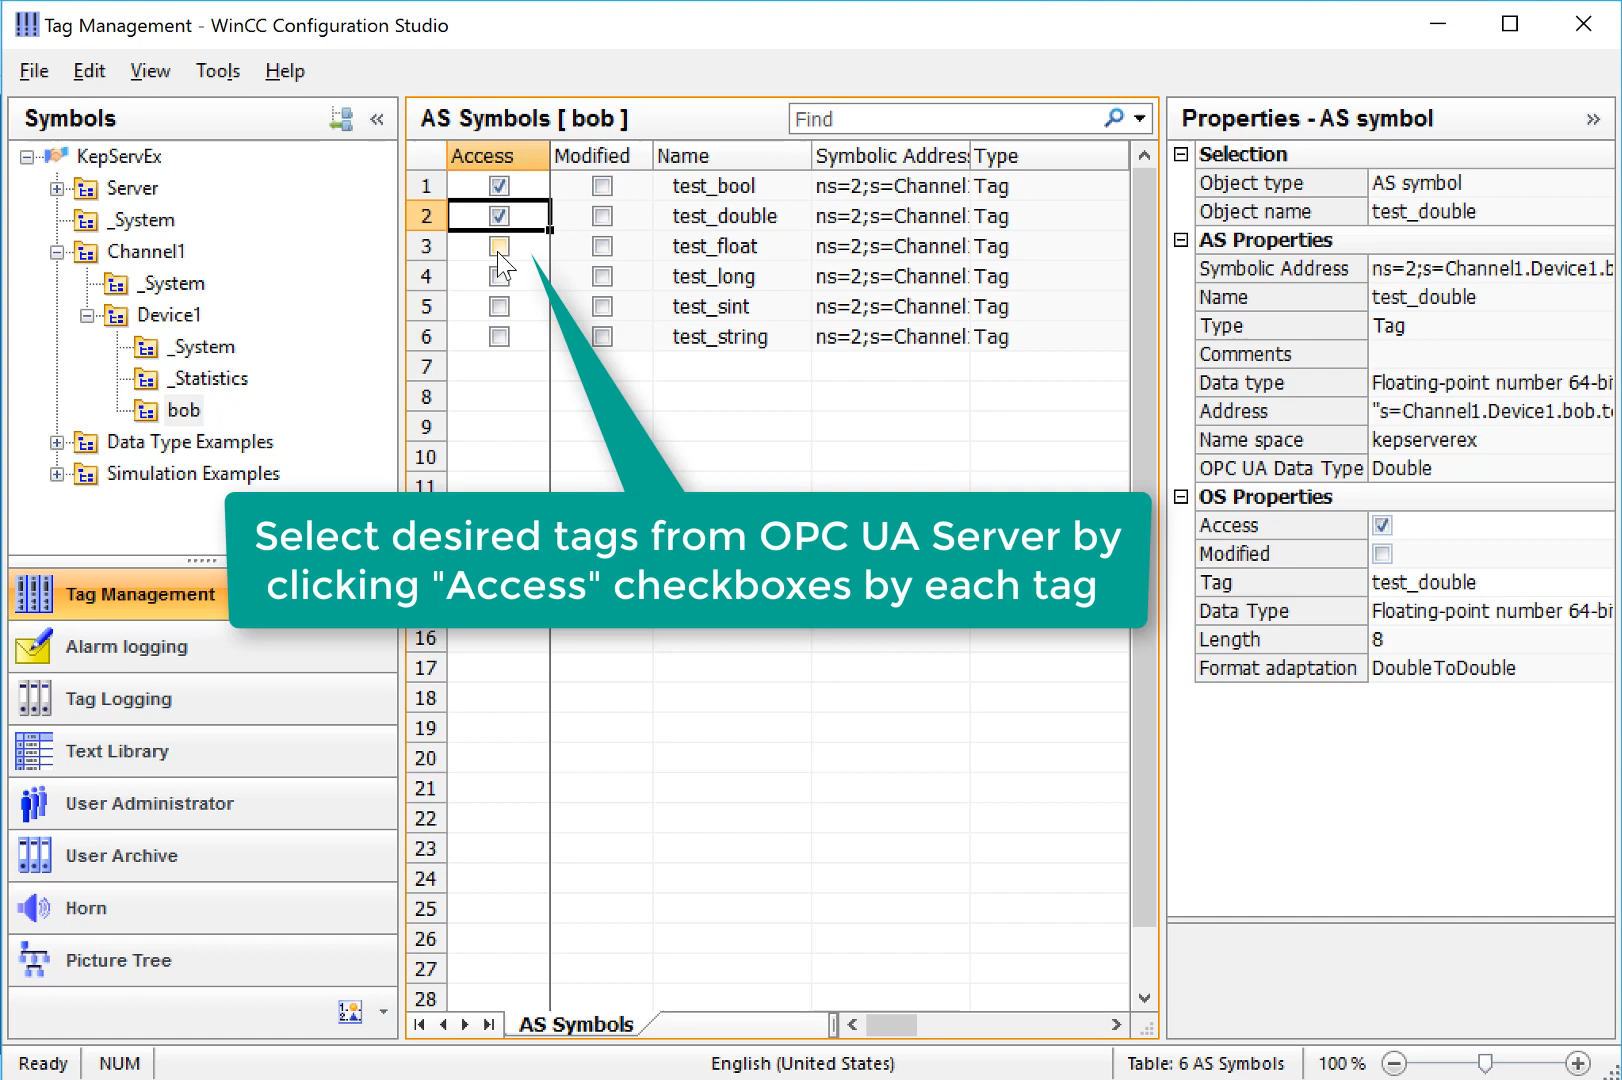 Tag Management - WinCC Configuration Studio
File Edit View Tools Help
Symbols «
KepServEx
Server
_System
Channel1
_System
Device1
_System
_Statistics
bob
Data Type Examples
Simulation Examples
Tag Management
Alarm logging
Tag Logging
Text Library
User Administrator
User Archive
Horn
Picture Tree
AS Symbols [ bob ] Find
Access Modified Name Symbolic Address Type
1 test_bool ns=2;s=Channel1 Tag
2 test_double ns=2;s=Channel1 Tag
3 test_float ns=2;s=Channel1 Tag
4 test_long ns=2;s=Channel1 Tag
5 test_sint ns=2;s=Channel1 Tag
6 test_string ns=2;s=Channel1 Tag
7
8
9
10
11
Select desired tags from OPC UA Server by
clicking "Access" checkboxes by each tag
16
17
18
19
20
21
22
23
24
25
26
27
28
AS Symbols
Properties - AS symbol »
Selection
Object type AS symbol
Object name test_double
AS Properties
Symbolic Address ns=2;s=Channel1.Device1.b
Name test_double
Type Tag
Comments
Data type Floating-point number 64-bi
Address "s=Channel1.Device1.bob.te
Name space kepserverex
OPC UA Data Type Double
OS Properties
Access
Modified
Tag test_double
Data Type Floating-point number 64-bi
Length 8
Format adaptation DoubleToDouble
Ready NUM English (United States) Table: 6 AS Symbols 100 %